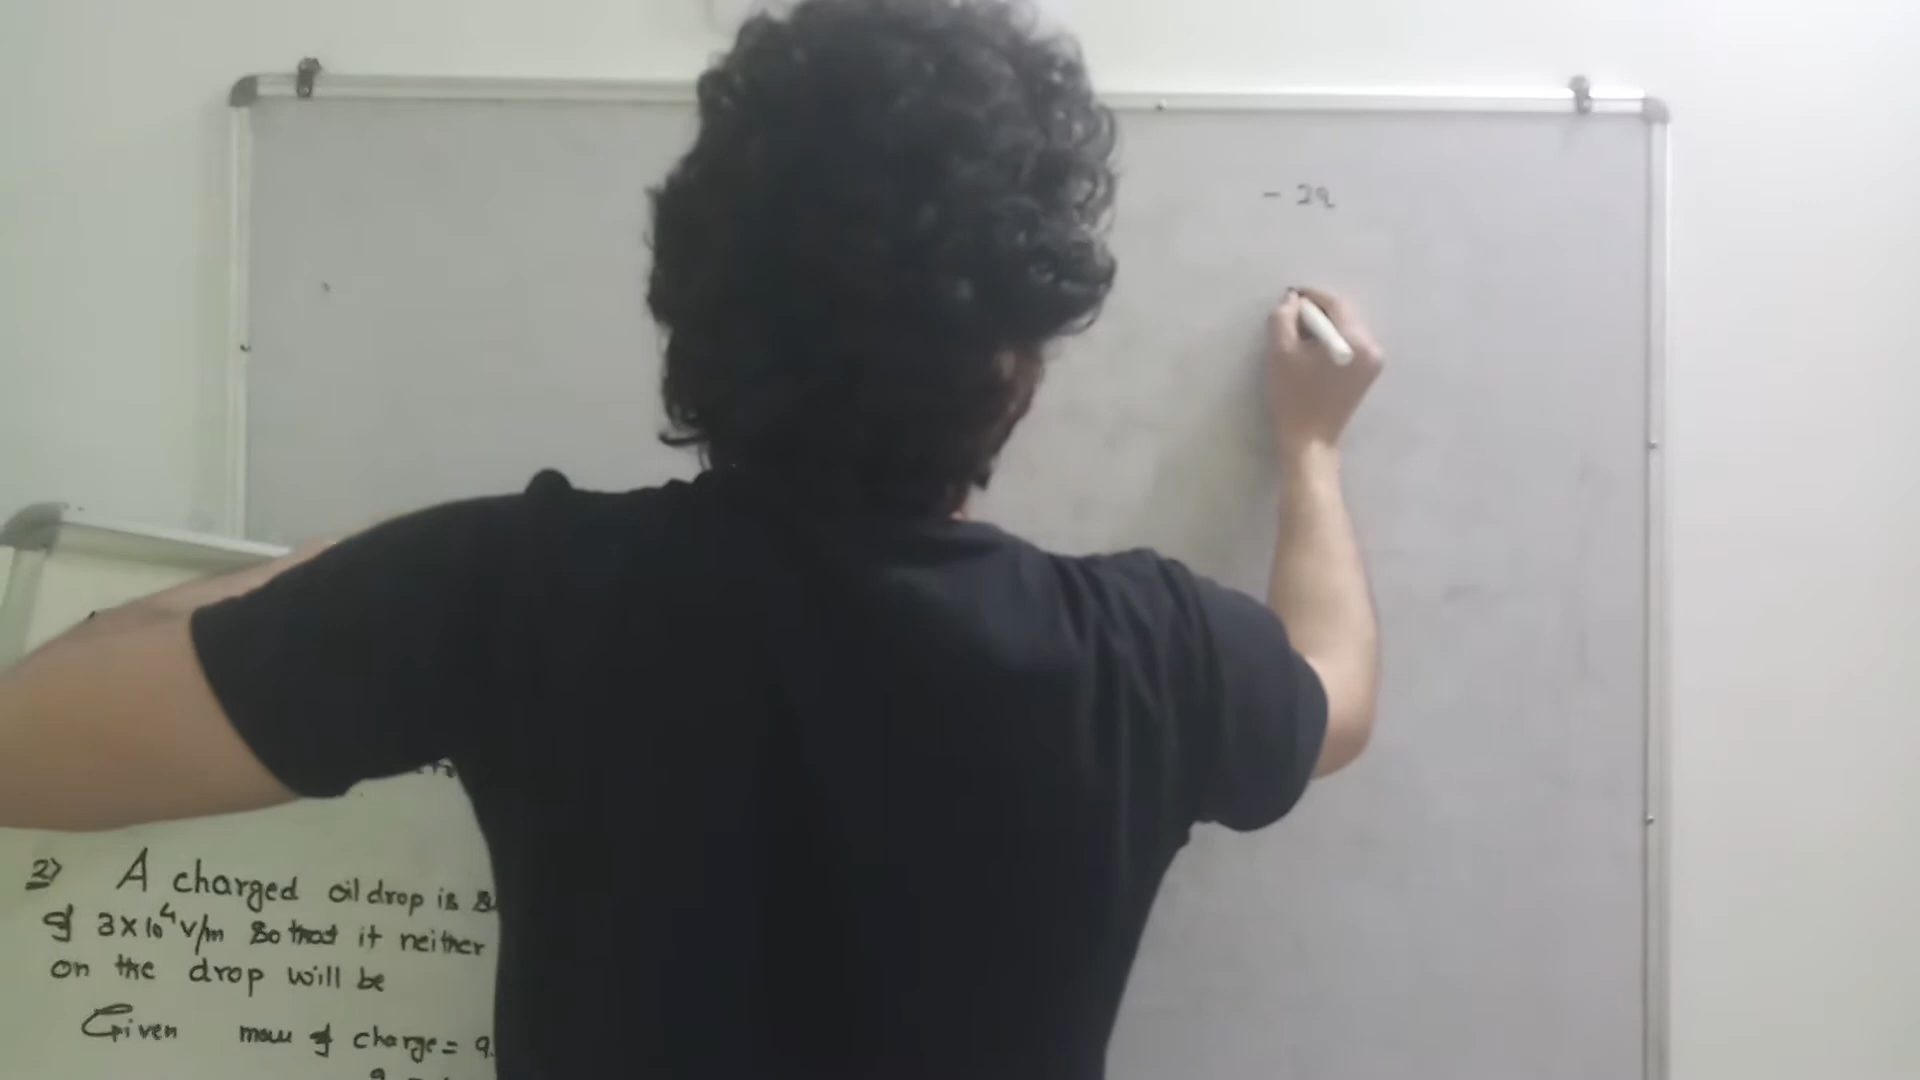 - 2q
2) A charged oil drop is
of 3×10⁴ V/m so that it neither
on the drop will be
Given mass of charge = 9.